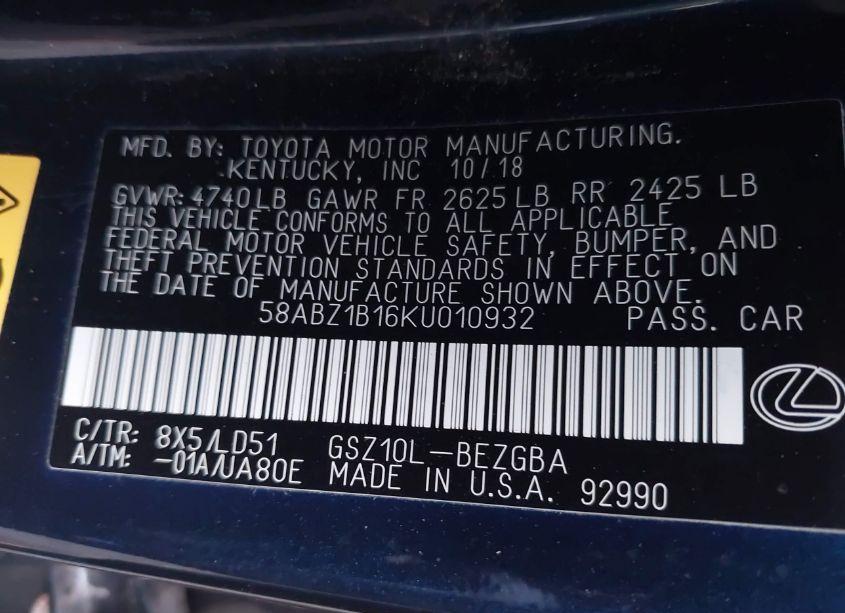 MFD. BY: TOYOTA MOTOR MANUFACTURING.
KENTUCKY, INC 10/18
GVWR: 4740LB GAWR FR 2625LB RR 2425 LB
THIS VEHICLE CONFORMS TO ALL APPLICABLE
FEDERAL MOTOR VEHICLE SAFETY, BUMPER, AND
THEFT PREVENTION STANDARDS IN EFFECT ON
THE DATE OF MANUFACTURE SHOWN ABOVE.
58ABZ1B16KU010932 PASS. CAR
C/TR: 8X5/LD51 GSZ10L-BEZGBA
A/TM: -01A/UA80E MADE IN U.S.A. 92990